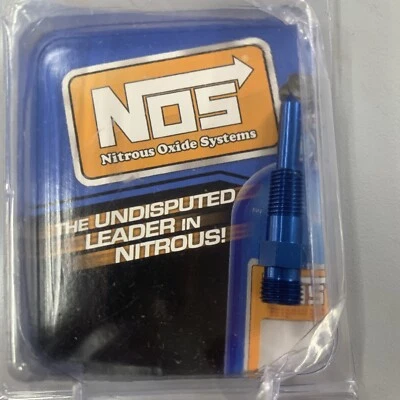 NOS
Nitrous Oxide Systems
THE UNDISPUTED
LEADER IN
NITROUS!